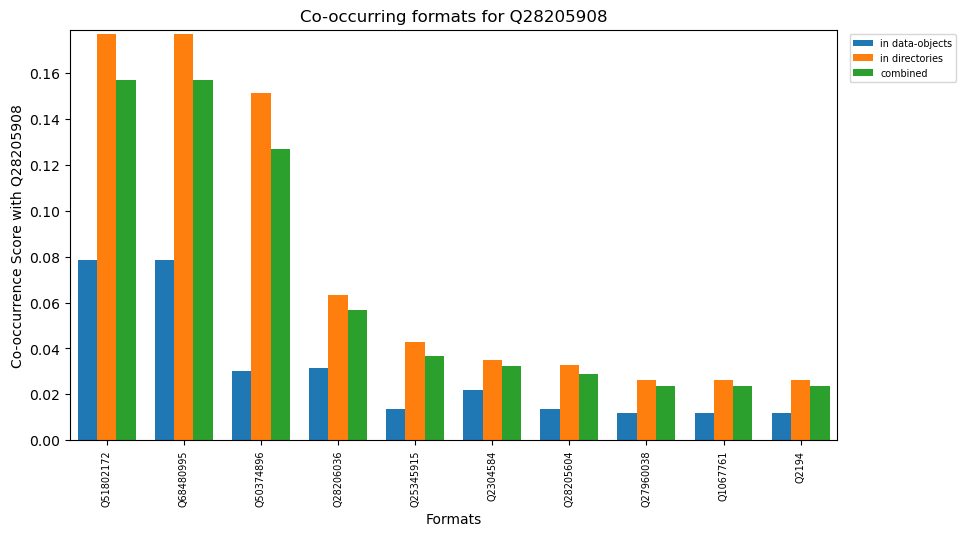 Co-occurring formats for Q28205908
in data-objects
in directories
combined
Co-occurrence Score with Q28205908
0.16
0.14
0.12
0.10
0.08
0.06
0.04
0.02
0.00
Q51802172
Q68480995
Q50374896
Q28206036
Q25345915
Q2304584
Q28205604
Q27960038
Q1067761
Q2194
Formats